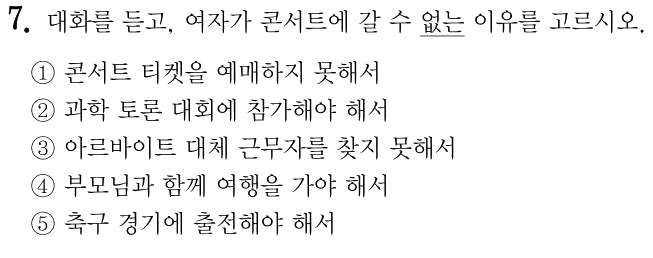 7. 대화를 듣고, 여자가 콘서트에 갈 수 없는 이유를 고르시오.
① 콘서트 티켓을 예매하지 못해서
② 과학 토론 대회에 참가해야 해서
③ 아르바이트 대체 근무자를 찾지 못해서
④ 부모님과 함께 여행을 가야 해서
⑤ 축구 경기에 출전해야 해서